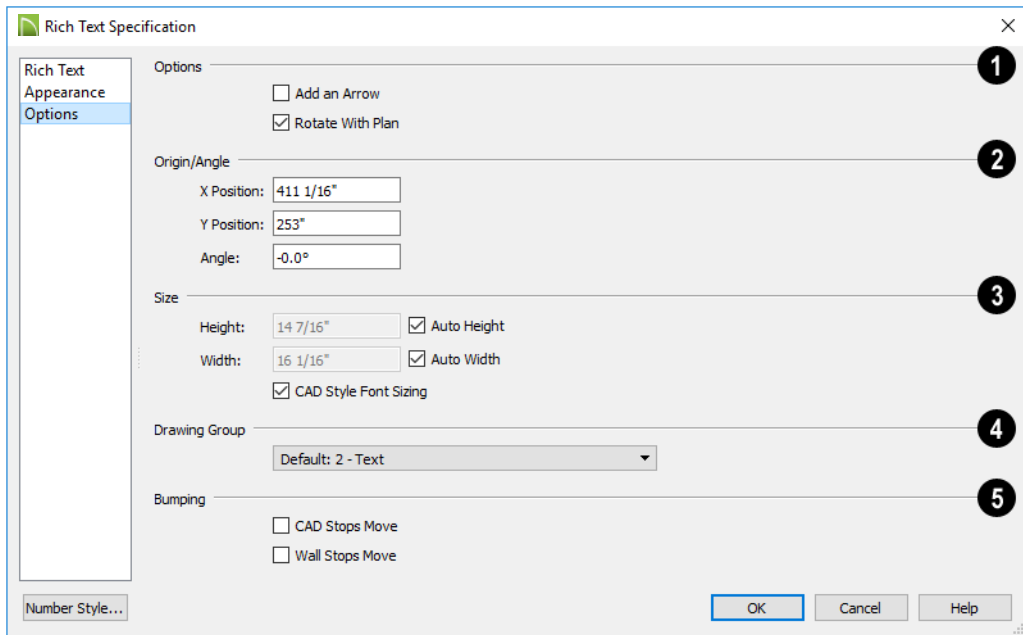 Rich Text Specification
Rich Text
Appearance
Options
Options
1
Add an Arrow
Rotate With Plan
Origin/Angle
2
X Position: 411 1/16"
Y Position: 253"
Angle: -0.0°
Size
3
Height: 14 7/16" Auto Height
Width: 16 1/16" Auto Width
CAD Style Font Sizing
Drawing Group
4
Default: 2 - Text
Bumping
5
CAD Stops Move
Wall Stops Move
Number Style... OK Cancel Help